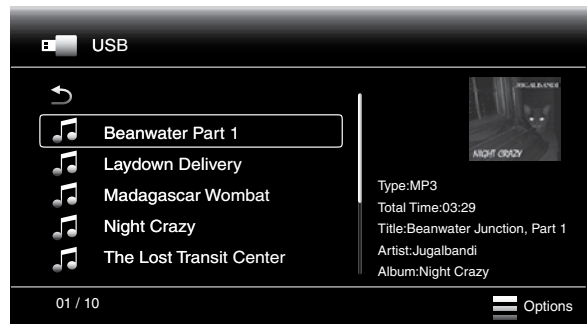 USB
Beanwater Part 1
Laydown Delivery
Madagascar Wombat
Night Crazy
The Lost Transit Center
JUGALBANDI
NIGHT CRAZY
Type:MP3
Total Time:03:29
Title:Beanwater Junction, Part 1
Artist:Jugalbandi
Album:Night Crazy
01 / 10
Options